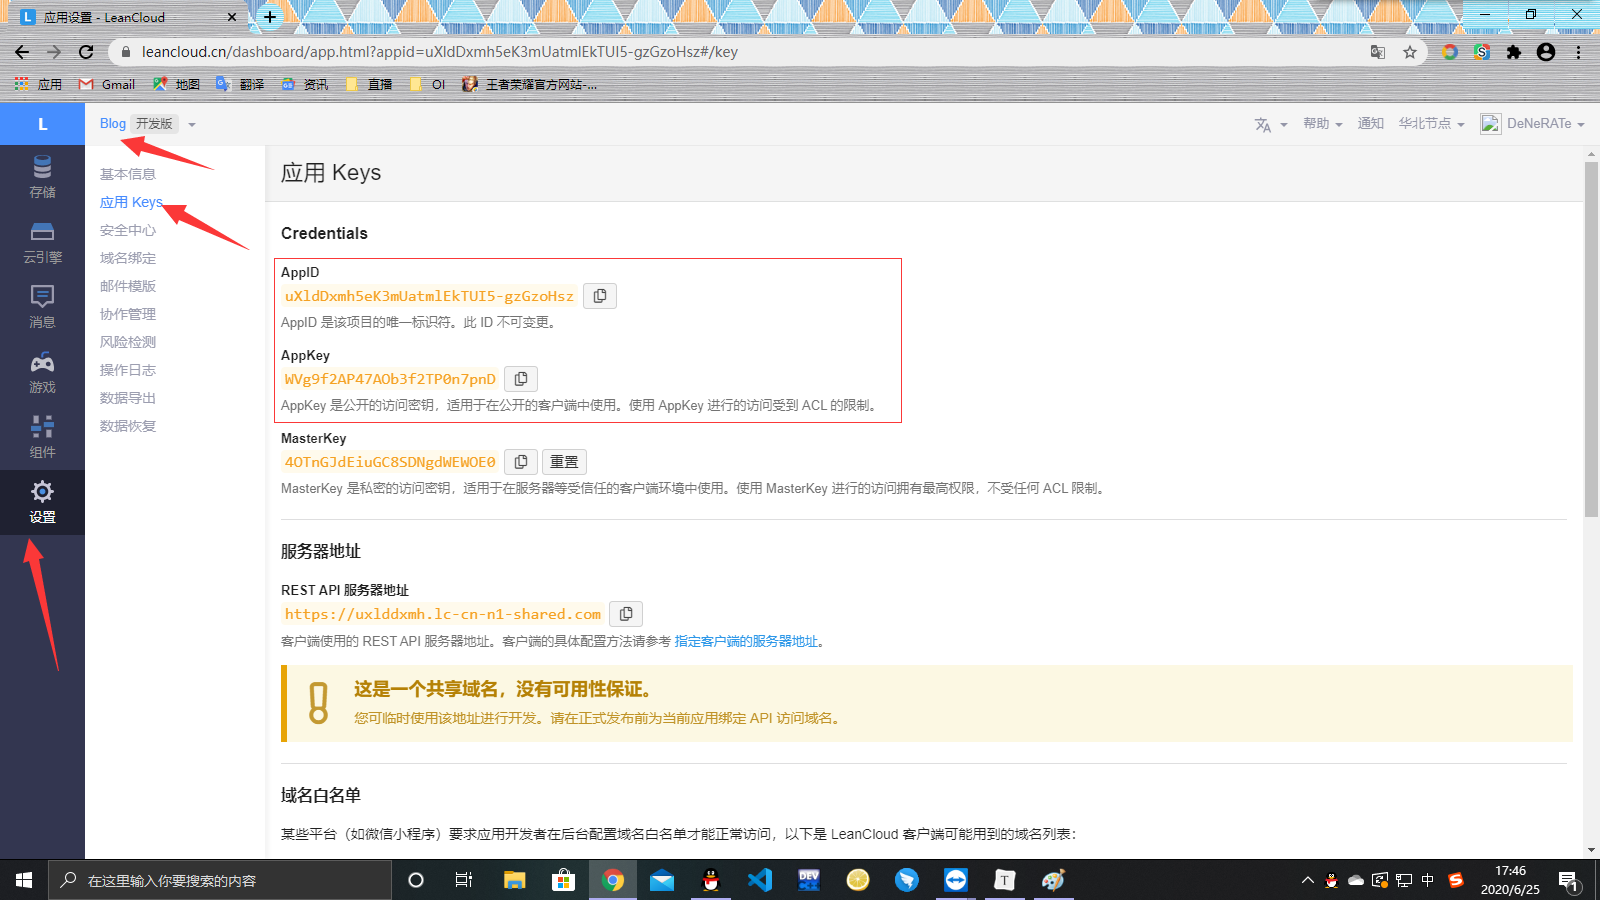 应用设置 - LeanCloud
leancloud.cn/dashboard/app.html?appid=uXldDxmh5eK3mUatmlEkTUI5-gzGzoHsz#/key
应用 Gmail 地图 翻译 资讯 直播 OI 王者荣耀官方网站-...
L Blog 开发版 帮助 通知 华北节点 DeNeRATe
存储
云引擎
消息
游戏
组件
设置
基本信息
应用 Keys
安全中心
域名绑定
邮件模版
协作管理
风险检测
操作日志
数据导出
数据恢复
应用 Keys
Credentials
AppID
uXldDxmh5eK3mUatmlEkTUI5-gzGzoHsz
AppID 是该项目的唯一标识符。此 ID 不可变更。
AppKey
WVg9f2AP47AOb3f2TP0n7pnD
AppKey 是公开的访问密钥，适用于在公开的客户端中使用。使用 AppKey 进行的访问受到 ACL 的限制。
MasterKey
4OTnGJdEiuGC8SDNgdWEWOE0 重置
MasterKey 是私密的访问密钥，适用于在服务器等受信任的客户端环境中使用。使用 MasterKey 进行的访问拥有最高权限，不受任何 ACL 限制。
服务器地址
REST API 服务器地址
https://uxlddxmh.lc-cn-n1-shared.com
客户端使用的 REST API 服务器地址。客户端的具体配置方法请参考 指定客户端的服务器地址。
这是一个共享域名，没有可用性保证。
您可临时使用该地址进行开发。请在正式发布前为当前应用绑定 API 访问域名。
域名白名单
某些平台（如微信小程序）要求应用开发者在后台配置域名白名单才能正常访问，以下是 LeanCloud 客户端可能用到的域名列表：
在这里输入你要搜索的内容
DEV
T
中
17:46
2020/6/25
1